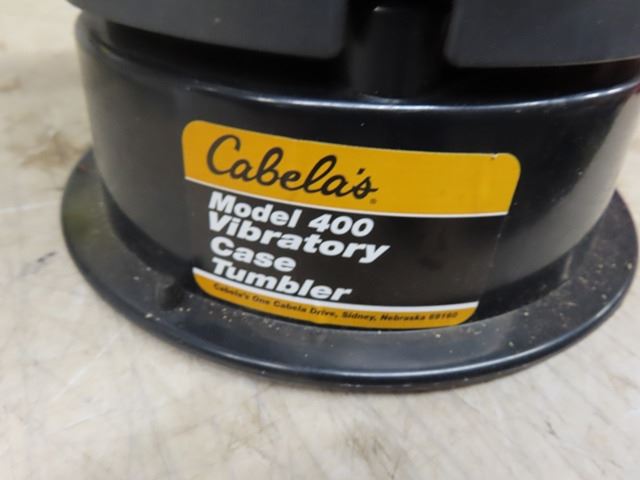 Cabela's®
Model 400
Vibratory
Case
Tumbler
Cabela's One Cabela Drive, Sidney, Nebraska 69160